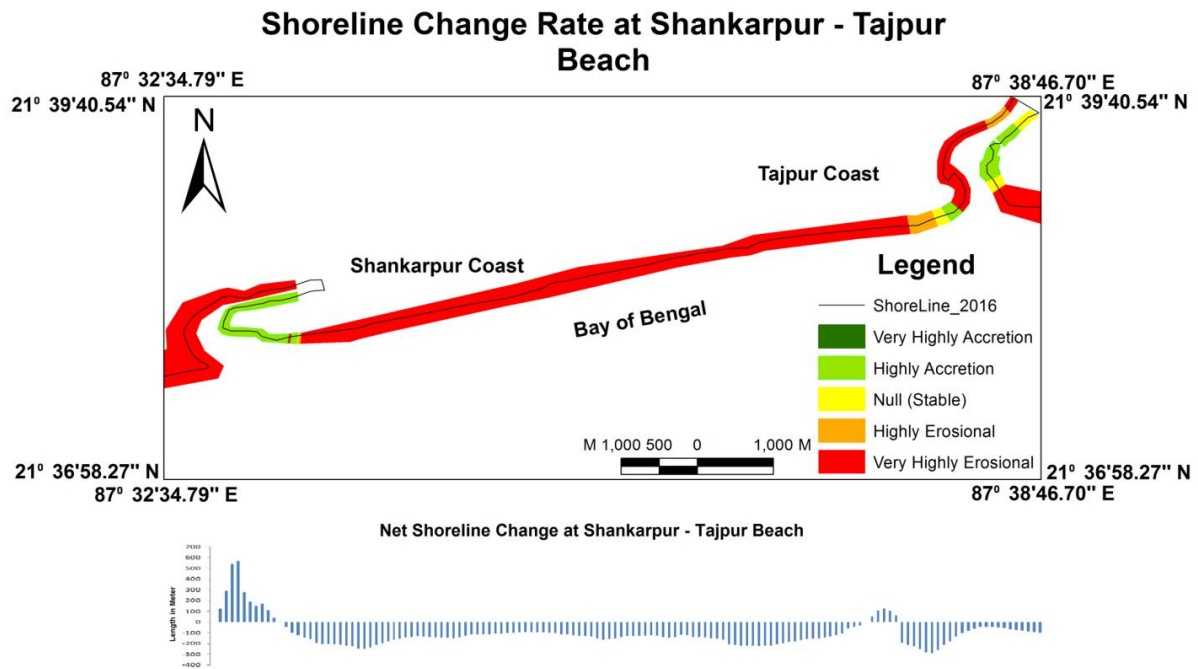 Shoreline Change Rate at Shankarpur - Tajpur
Beach
87⁰ 32'34.79" E
87⁰ 38'46.70" E
21⁰ 39'40.54" N
21⁰ 39'40.54" N
N
Tajpur Coast
Shankarpur Coast
Bay of Bengal
Legend
ShoreLine_2016
Very Highly Accretion
Highly Accretion
Null (Stable)
Highly Erosional
Very Highly Erosional
M 1,000 500 0 1,000 M
21⁰ 36'58.27" N
21⁰ 36'58.27" N
87⁰ 32'34.79" E
87⁰ 38'46.70" E
Net Shoreline Change at Shankarpur - Tajpur Beach
Length in Meter
700
600
500
400
300
200
100
0
-100
-200
-300
-400